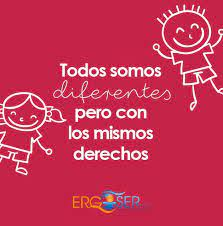 Todos somos
diferentes
pero con
los mismos
derechos
ERGOSER